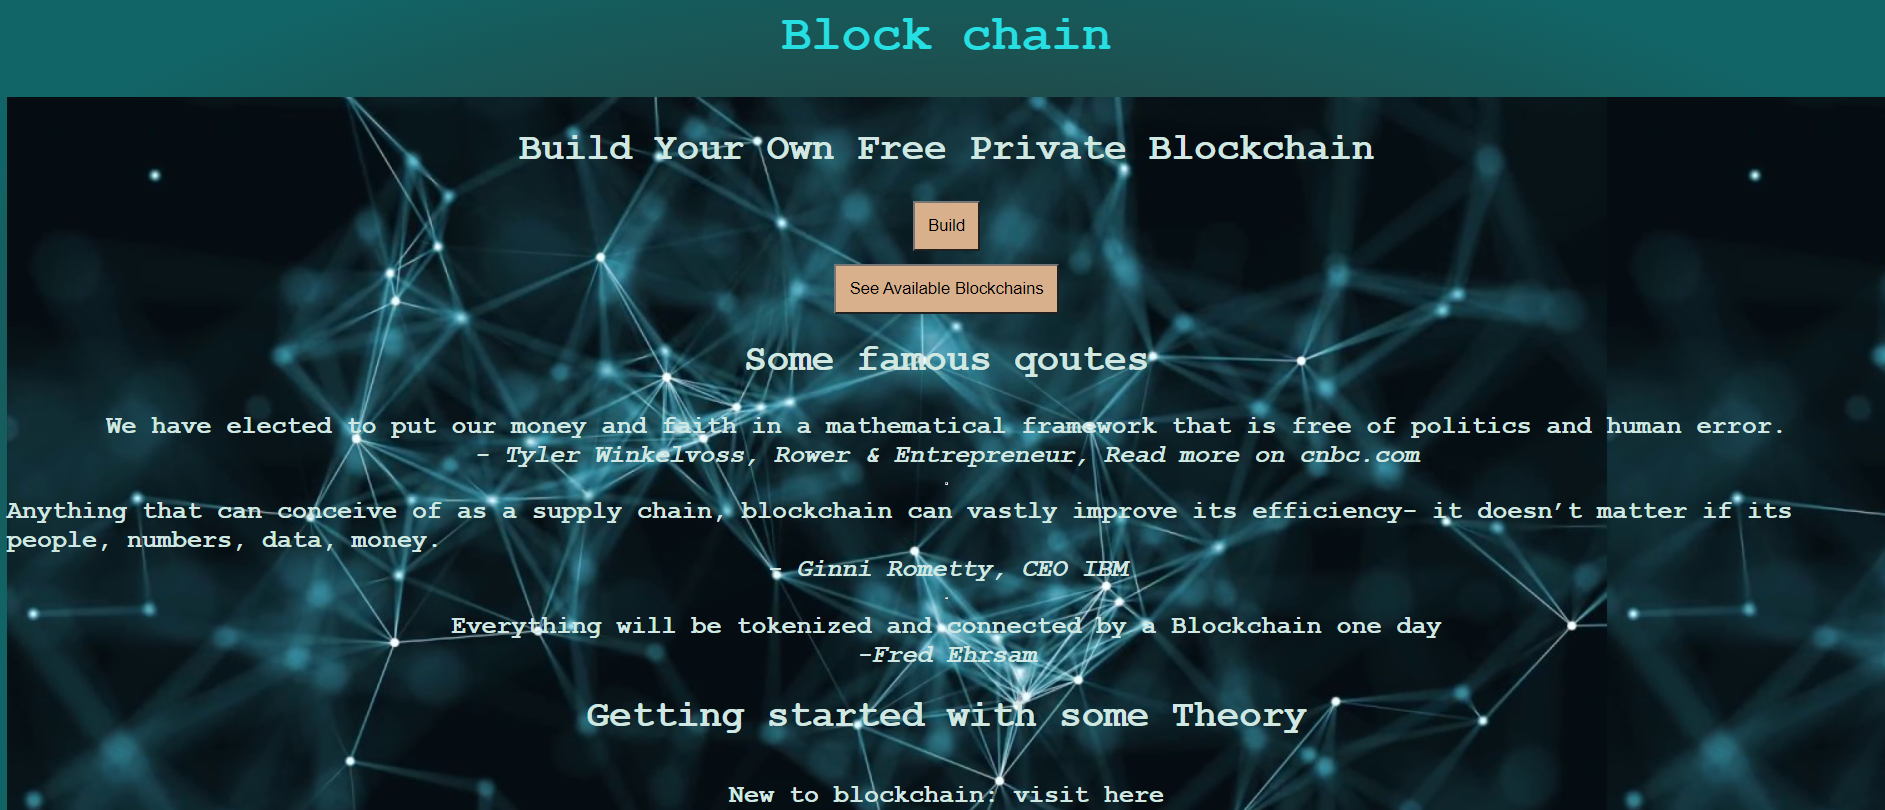 Block chain
Build Your Own Free Private Blockchain
Build
See Available Blockchains
Some famous qoutes
We have elected to put our money and faith in a mathematical framework that is free of politics and human error.
- Tyler Winkelvoss, Rower & Entrepreneur, Read more on cnbc.com
Anything that can conceive of as a supply chain, blockchain can vastly improve its efficiency- it doesn’t matter if its
people, numbers, data, money.
- Ginni Rometty, CEO IBM
Everything will be tokenized and connected by a Blockchain one day
-Fred Ehrsam
Getting started with some Theory
New to blockchain: visit here